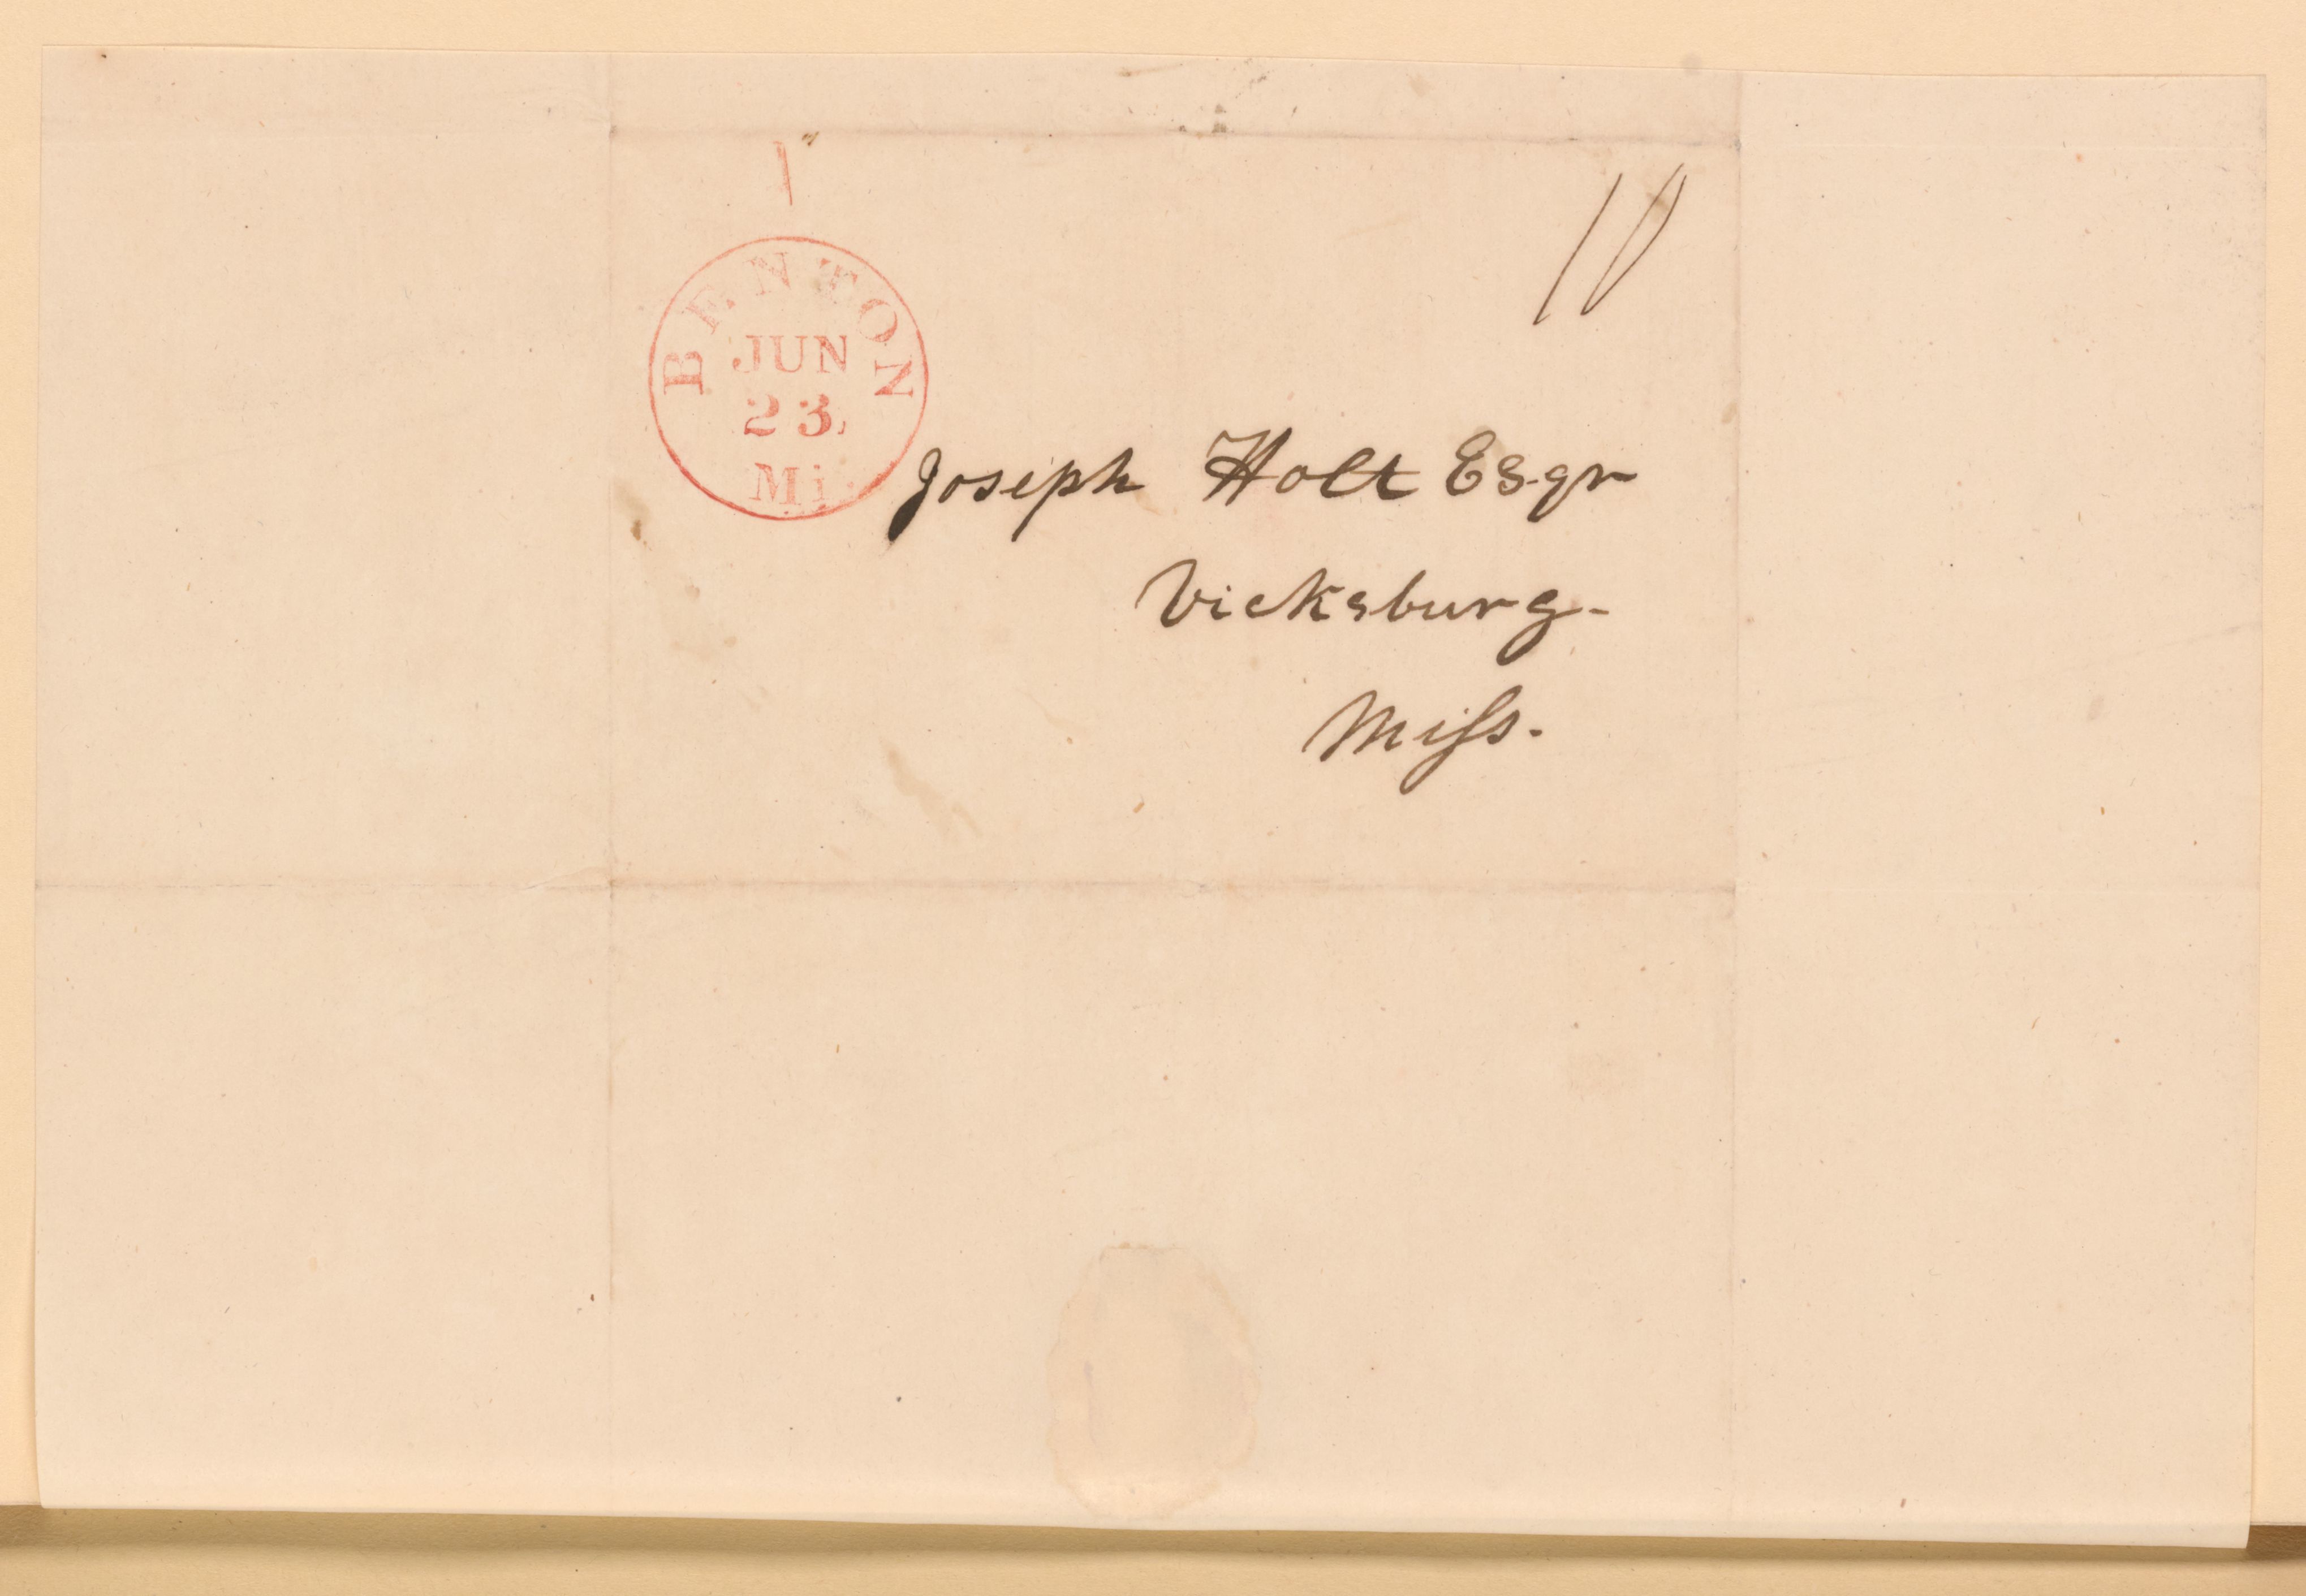 10
BENTON
JUN
23
Mi.
Joseph Holt Esqr
Vicksburg-
Miſs.